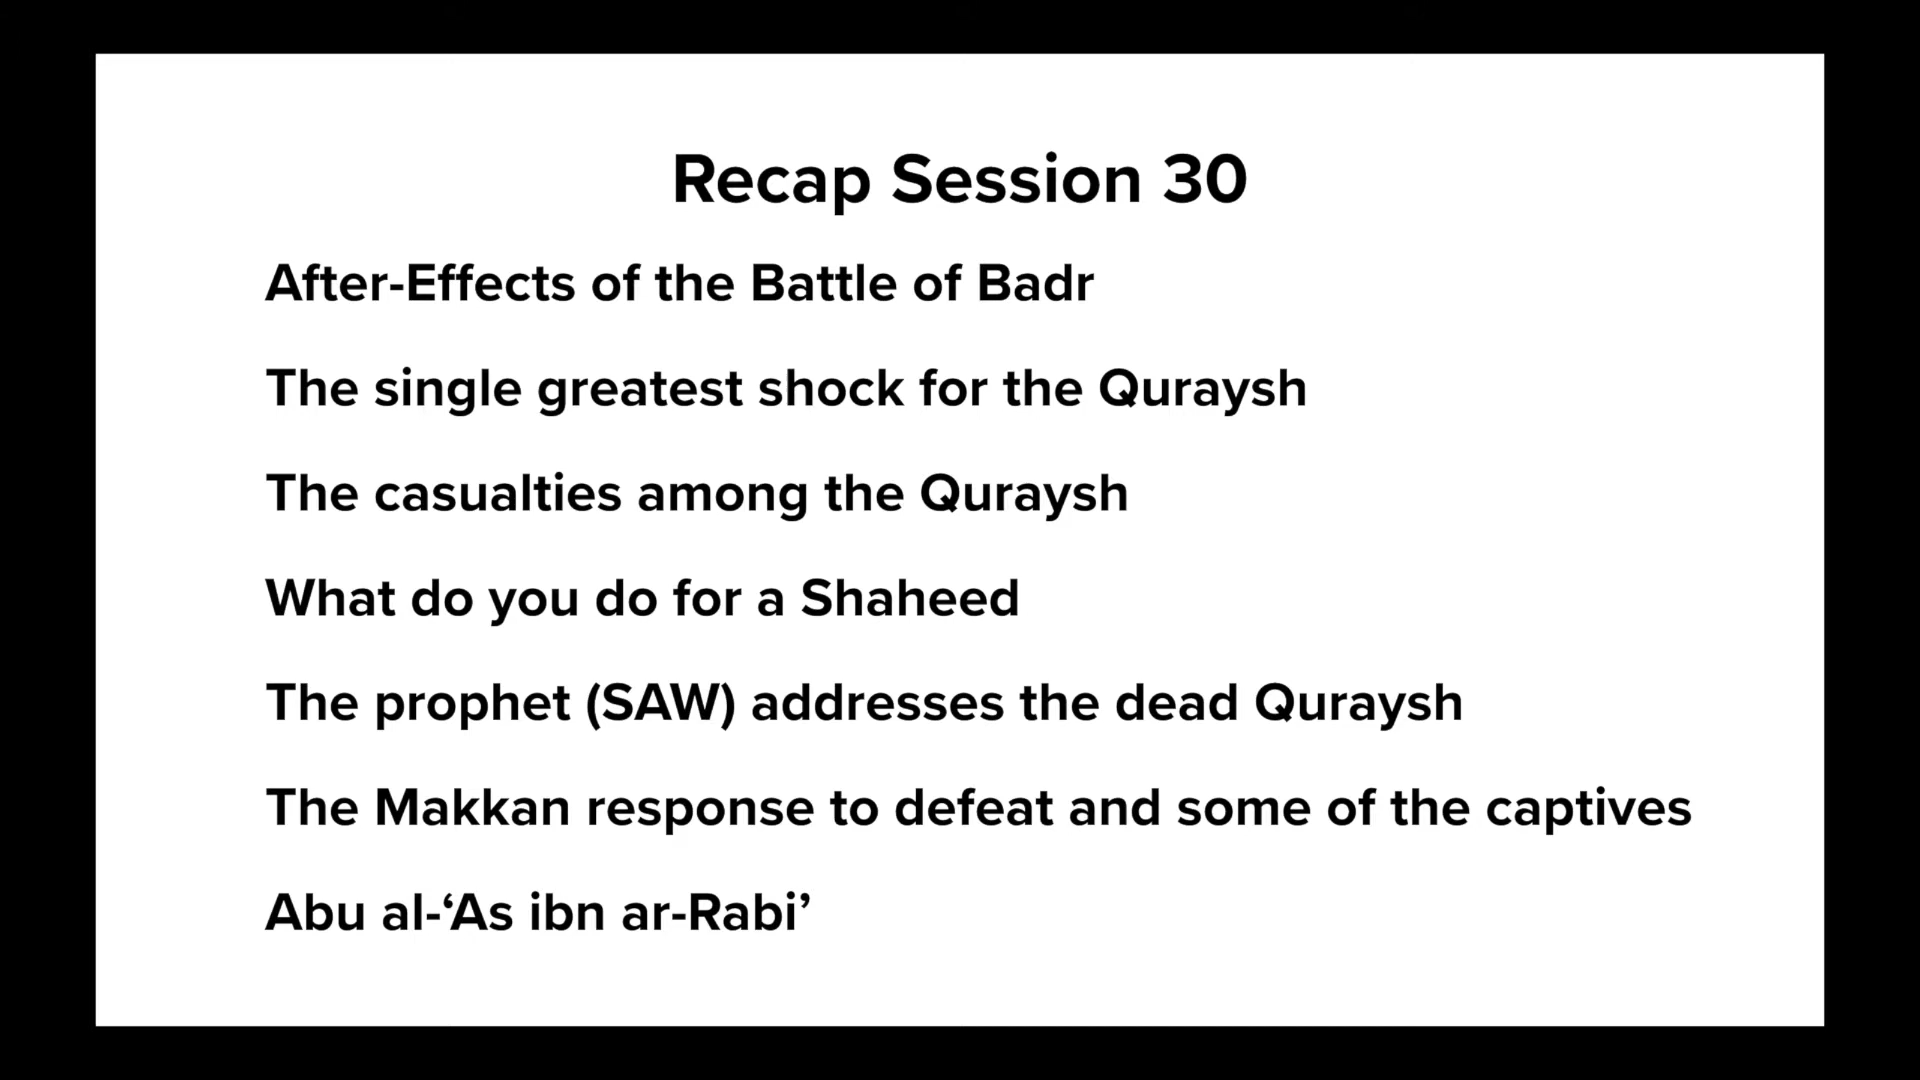 Recap Session 30
After-Effects of the Battle of Badr
The single greatest shock for the Quraysh
The casualties among the Quraysh
What do you do for a Shaheed
The prophet (SAW) addresses the dead Quraysh
The Makkan response to defeat and some of the captives
Abu al-‘As ibn ar-Rabi’